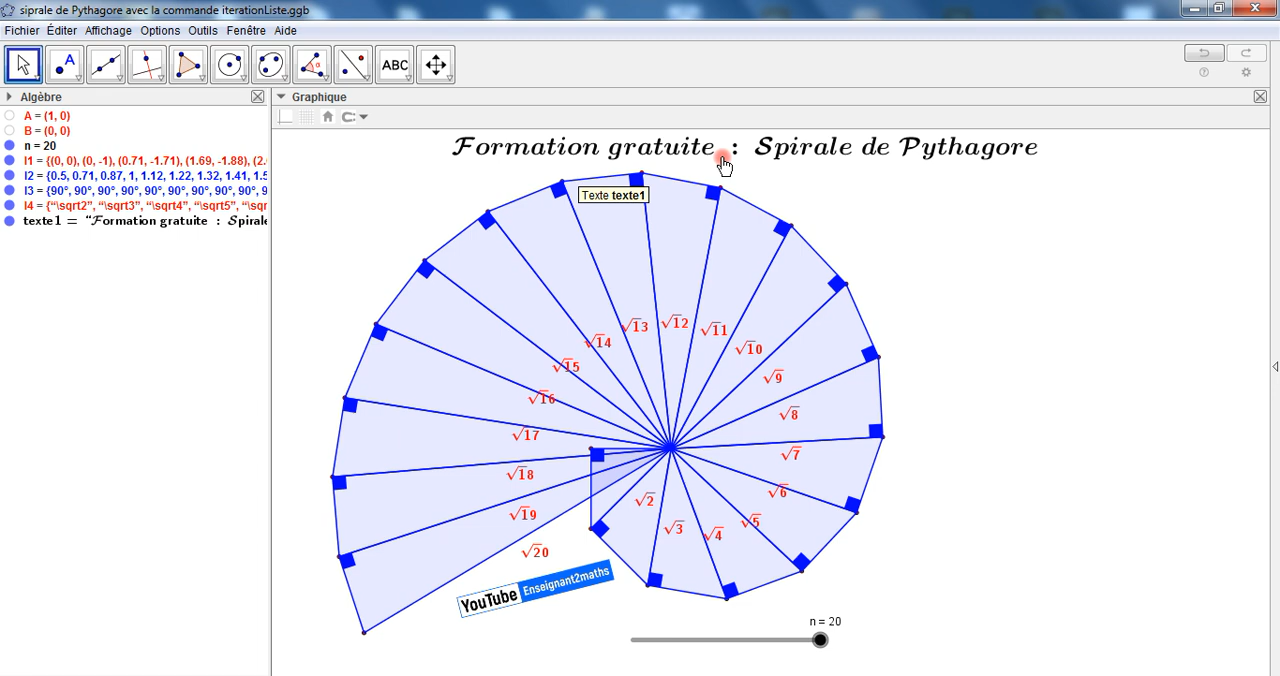 siprale de Pythagore avec la commande iterationListe.ggb
Fichier Éditer Affichage Options Outils Fenêtre Aide
ABC
Algèbre
Graphique
A = (1, 0)
B = (0, 0)
n = 20
l1 = {(0, 0), (0, -1), (0.71, -1.71), (1.69, -1.88), (2.
l2 = {0.5, 0.71, 0.87, 1, 1.12, 1.22, 1.32, 1.41, 1.5
l3 = {90°, 90°, 90°, 90°, 90°, 90°, 90°, 90°, 90°, 9
l4 = {“\sqrt2”, “\sqrt3”, “\sqrt4”, “\sqrt5”, “\sqr
texte1 = “Formation gratuite : Spirale
Formation gratuite : Spirale de Pythagore
Texte texte1
√12
√13
√11
√14
√10
√15
√9
√16
√8
√17
√7
√18
√6
√2
√19
√5
√3
√4
√20
YouTube Enseignant2maths
n = 20